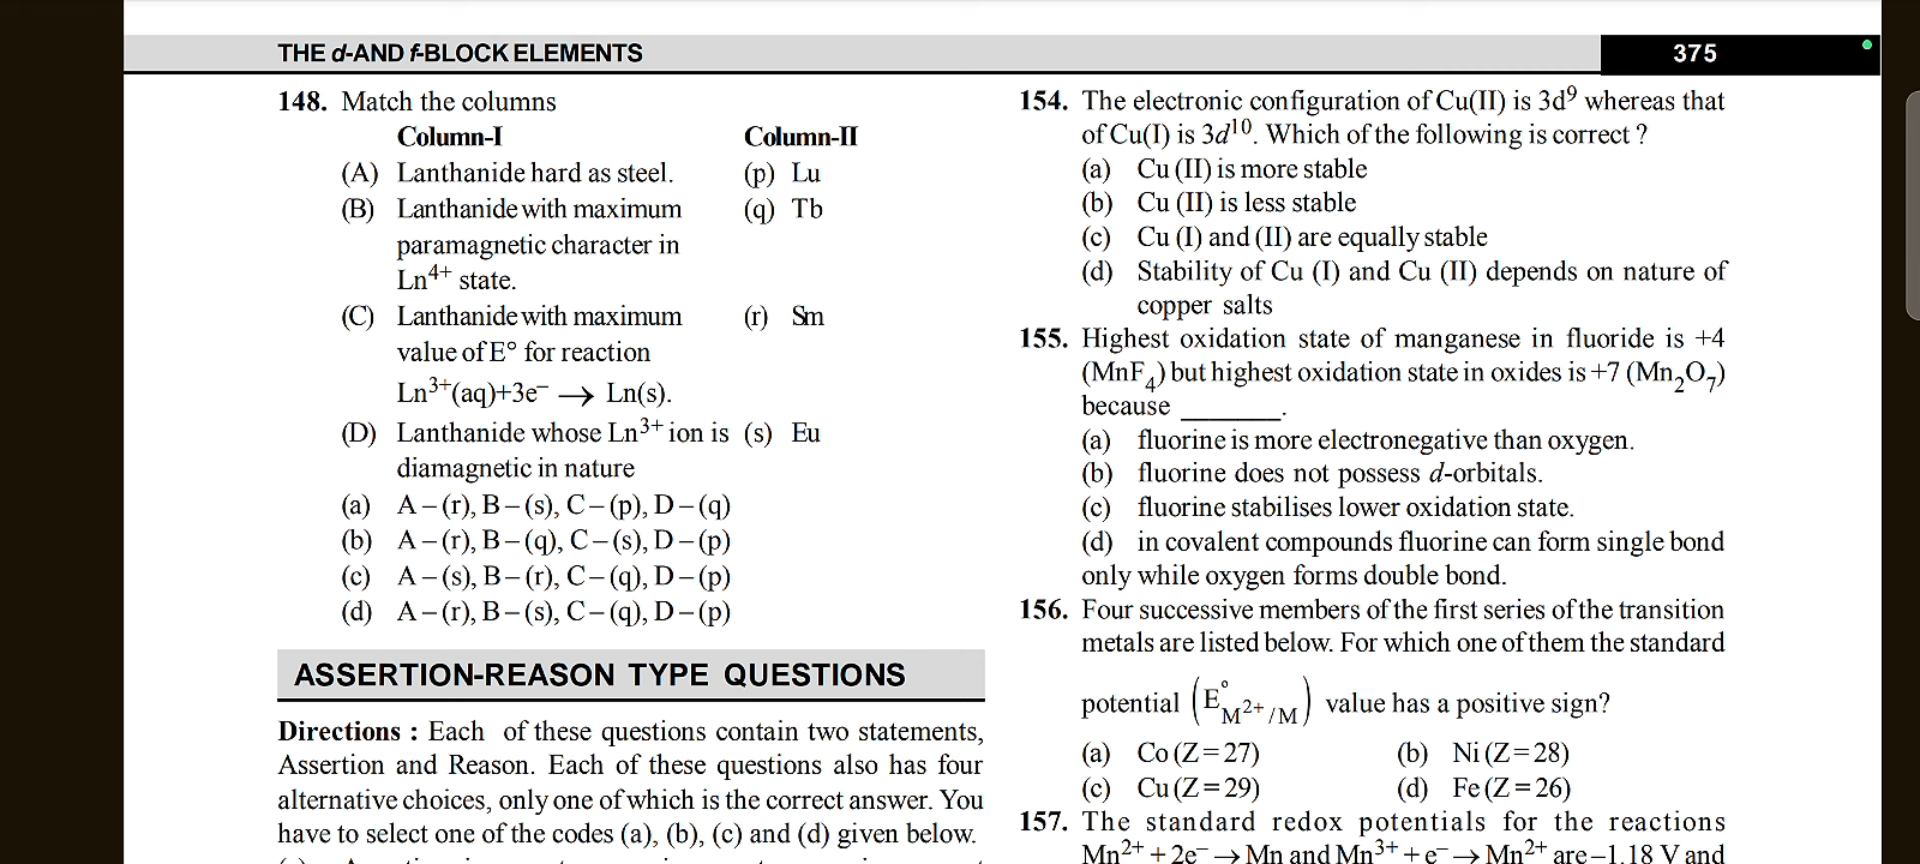 THE d-AND f-BLOCK ELEMENTS 375
148. Match the columns
Column-I Column-II
(A) Lanthanide hard as steel. (p) Lu
(B) Lanthanide with maximum (q) Tb
paramagnetic character in
Ln4+ state.
(C) Lanthanide with maximum (r) Sm
value of E° for reaction
Ln3+(aq)+3e– → Ln(s).
(D) Lanthanide whose Ln3+ ion is (s) Eu
diamagnetic in nature
(a) A – (r), B – (s), C – (p), D – (q)
(b) A – (r), B – (q), C – (s), D – (p)
(c) A – (s), B – (r), C – (q), D – (p)
(d) A – (r), B – (s), C – (q), D – (p)
ASSERTION-REASON TYPE QUESTIONS
Directions : Each of these questions contain two statements,
Assertion and Reason. Each of these questions also has four
alternative choices, only one of which is the correct answer. You
have to select one of the codes (a), (b), (c) and (d) given below.
154. The electronic configuration of Cu(II) is 3d9 whereas that
of Cu(I) is 3d10. Which of the following is correct ?
(a) Cu (II) is more stable
(b) Cu (II) is less stable
(c) Cu (I) and (II) are equally stable
(d) Stability of Cu (I) and Cu (II) depends on nature of
copper salts
155. Highest oxidation state of manganese in fluoride is +4
(MnF4) but highest oxidation state in oxides is +7 (Mn2O7)
because ________.
(a) fluorine is more electronegative than oxygen.
(b) fluorine does not possess d-orbitals.
(c) fluorine stabilises lower oxidation state.
(d) in covalent compounds fluorine can form single bond
only while oxygen forms double bond.
156. Four successive members of the first series of the transition
metals are listed below. For which one of them the standard
potential (E°M2+/M) value has a positive sign?
(a) Co (Z = 27) (b) Ni (Z = 28)
(c) Cu (Z = 29) (d) Fe (Z = 26)
157. The standard redox potentials for the reactions
Mn2+ + 2e– → Mn and Mn3+ + e– → Mn2+ are –1.18 V and